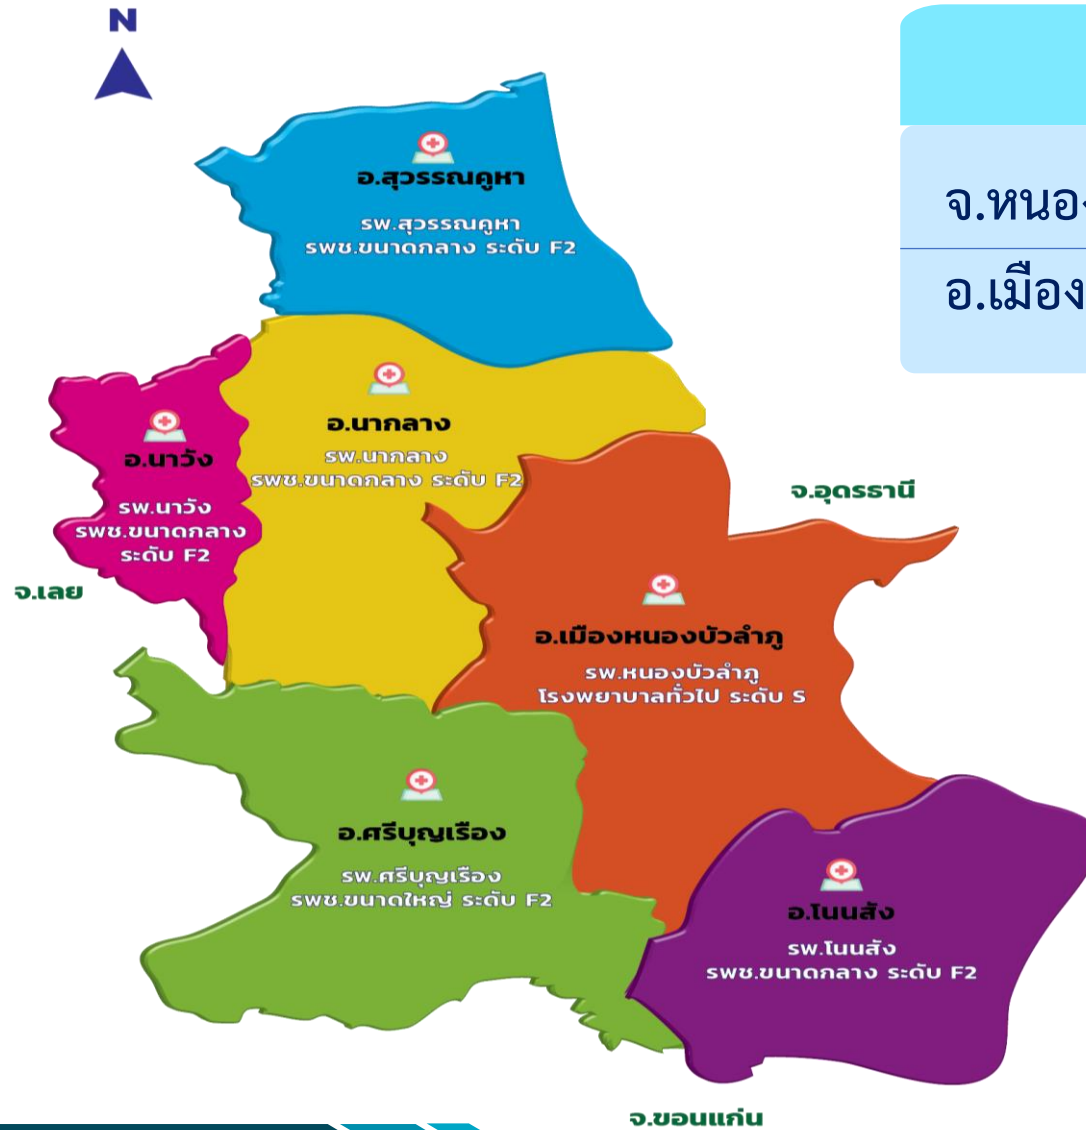 N
อ.สุวรรณคูหา
รพ.สุวรรณคูหา
รพช.ขนาดกลาง ระดับ F2
จ.หนอง
อ.เมือง
อ.นากลาง
รพ.นากลาง
รพช.ขนาดกลาง ระดับ F2
อ.นาวัง
รพ.นาวัง
รพช.ขนาดกลาง
ระดับ F2
จ.อุดรธานี
จ.เลย
อ.เมืองหนองบัวลำภู
รพ.หนองบัวลำภู
โรงพยาบาลทั่วไป ระดับ S
อ.ศรีบุญเรือง
รพ.ศรีบุญเรือง
รพช.ขนาดใหญ่ ระดับ F2
อ.โนนสัง
รพ.โนนสัง
รพช.ขนาดกลาง ระดับ F2
จ.ขอนแก่น